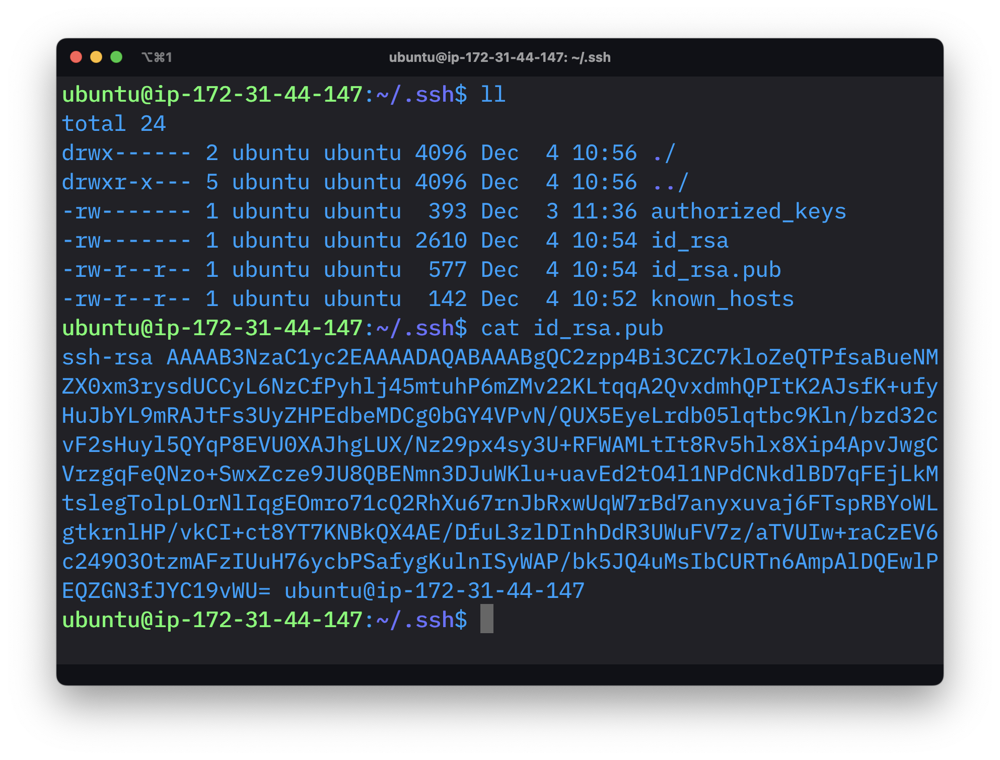 ⌥⌘1
ubuntu@ip-172-31-44-147: ~/.ssh
ubuntu@ip-172-31-44-147:~/.ssh$ ll
total 24
drwx------ 2 ubuntu ubuntu 4096 Dec  4 10:56 ./
drwxr-x--- 5 ubuntu ubuntu 4096 Dec  4 10:56 ../
-rw------- 1 ubuntu ubuntu  393 Dec  3 11:36 authorized_keys
-rw------- 1 ubuntu ubuntu 2610 Dec  4 10:54 id_rsa
-rw-r--r-- 1 ubuntu ubuntu  577 Dec  4 10:54 id_rsa.pub
-rw-r--r-- 1 ubuntu ubuntu  142 Dec  4 10:52 known_hosts
ubuntu@ip-172-31-44-147:~/.ssh$ cat id_rsa.pub
ssh-rsa AAAAB3NzaC1yc2EAAAADAQABAAABgQC2zpp4Bi3CZC7kloZeQTPfsaBueNM
ZX0xm3rysdUCCyL6NzCfPyhlj45mtuhP6mZMv22KLtqqA2QvxdmhQPItK2AJsfK+ufy
HuJbYL9mRAJtFs3UyZHPEdbeMDCg0bGY4VPvN/QUX5EyeLrdb05lqtbc9Kln/bzd32c
vF2sHuyl5QYqP8EVU0XAJhgLUX/Nz29px4sy3U+RFWAMLtIt8Rv5hlx8Xip4ApvJwgC
VrzgqFeQNzo+SwxZcze9JU8QBENmn3DJuWKlu+uavEd2tO4l1NPdCNkdlBD7qFEjLkM
tslegTolpLOrNlIqgEOmro71cQ2RhXu67rnJbRxwUqW7rBd7anyxuvaj6FTspRBYoWL
gtkrnlHP/vkCI+ct8YT7KNBkQX4AE/DfuL3zlDInhDdR3UWuFV7z/aTVUIw+raCzEV6
c249O3OtzmAFzIUuH76ycbPSafygKulnISyWAP/bk5JQ4uMsIbCURTn6AmpAlDQEwlP
EQZGN3fJYC19vWU= ubuntu@ip-172-31-44-147
ubuntu@ip-172-31-44-147:~/.ssh$